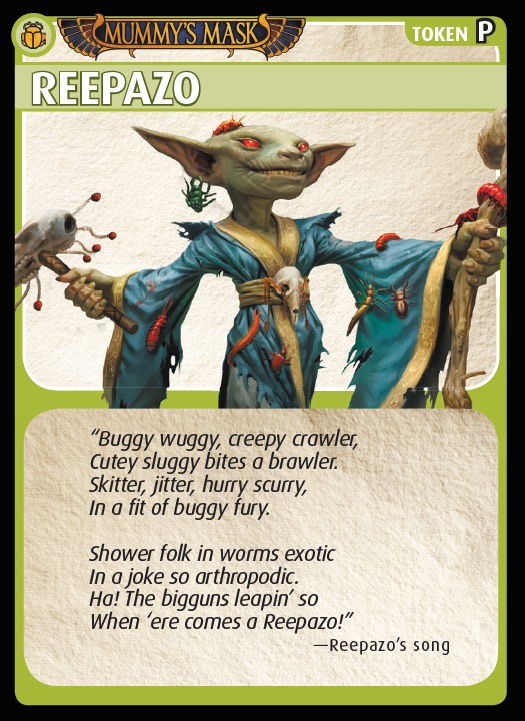 MUMMY'S MASK
TOKEN P
REEPAZO
“Buggy wuggy, creepy crawler,
Cutey sluggy bites a brawler.
Skitter, jitter, hurry scurry,
In a fit of buggy fury.
Shower folk in worms exotic
In a joke so arthropodic.
Ha! The bigguns leapin’ so
When ‘ere comes a Reepazo!”
—Reepazo’s song